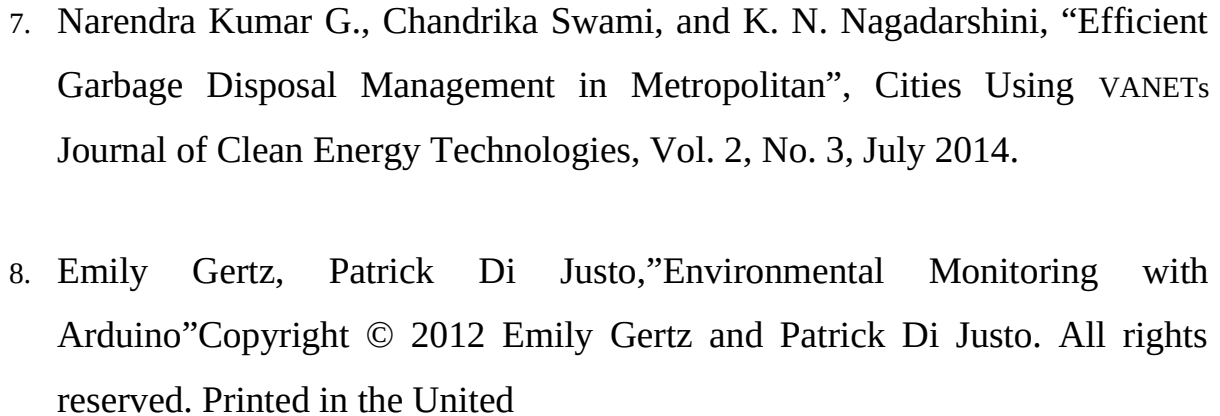 7. Narendra Kumar G., Chandrika Swami, and K. N. Nagadarshini, “Efficient
Garbage Disposal Management in Metropolitan”, Cities Using VANETs
Journal of Clean Energy Technologies, Vol. 2, No. 3, July 2014.
8. Emily Gertz, Patrick Di Justo,”Environmental Monitoring with
Arduino”Copyright © 2012 Emily Gertz and Patrick Di Justo. All rights
reserved. Printed in the United